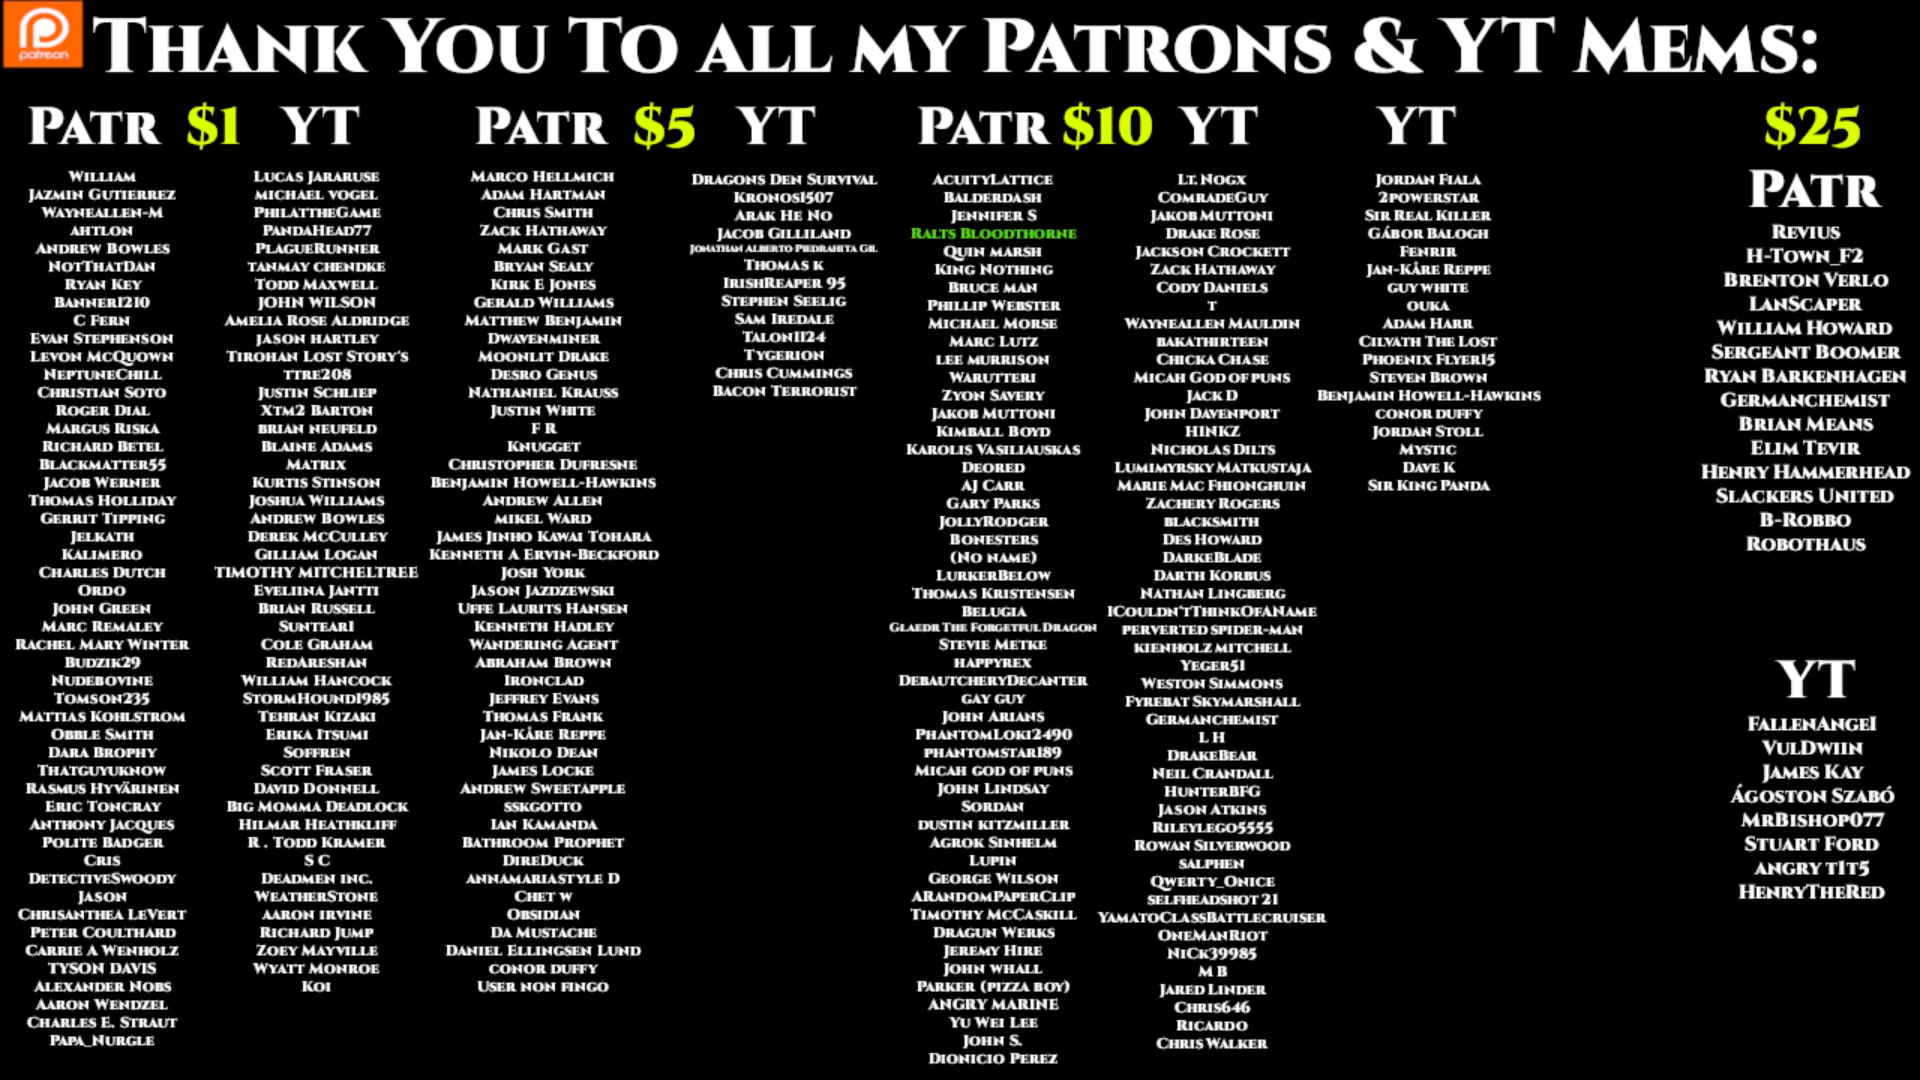 patreon
Thank You To all my Patrons & YT Mems:
Patr $1 YT
William
Jazmin Gutierrez
Wayneallen-M
Ahtlon
Andrew Bowles
NotThatDan
Ryan Key
Banner1210
C Fern
Evan Stephenson
Levon McQuown
NeptuneChill
Christian Soto
Roger Dial
Margus Riska
Richard Betel
Blackmatter55
Jacob Werner
Thomas Holliday
Gerrit Tipping
Jelkath
Kalimero
Charles Dutch
Ordo
John Green
Marc Remaley
Rachel Mary Winter
Budzik29
Nudebovine
Tomson235
Mattias Kohlstrom
Obble Smith
Dara Brophy
Thatguyuknow
Rasmus Hyvärinen
Eric Toncray
Anthony Jacques
Polite Badger
Cris
DetectiveSwoody
Jason
Chrisanthea LeVert
Peter Coulthard
Carrie A Wenholz
Tyson Davis
Alexander Nobs
Aaron Wendzel
Charles E. Straut
Papa_Nurgle
Lucas Jararuse
michael vogel
PhilattheGame
PandaHead77
PlagueRunner
tanmay chendke
Todd Maxwell
John Wilson
Amelia Rose Aldridge
jason hartley
Tirohan Lost Story's
ttre208
Justin Schliep
Xtm2 Barton
brian neufeld
Blaine Adams
Matrix
Kurtis Stinson
Joshua Williams
Andrew Bowles
Derek McCulley
Gilliam Logan
Timothy Mitcheltree
Eveliina Jantti
Brian Russell
Suntear1
Cole Graham
RedAreshan
William Hancock
StormHound1985
Tehran Kizaki
Erika Itsumi
Soffren
Scott Fraser
David Donnell
Big Momma Deadlock
Hilmar Heathkliff
R . Todd Kramer
S C
Deadmen inc.
WeatherStone
aaron irvine
Richard Jump
Zoey Mayville
Wyatt Monroe
Koi
Patr $5 YT
Marco Hellmich
Adam Hartman
Chris Smith
Zack Hathaway
Mark Gast
Bryan Sealy
Kirk E Jones
Gerald Williams
Matthew Benjamin
Dwavenminer
Moonlit Drake
Desro Genus
Nathaniel Krauss
Justin White
F R
Knugget
Christopher Dufresne
Benjamin Howell-Hawkins
Andrew Allen
mikel Ward
James Jinho Kawai Tohara
Kenneth A Ervin-Beckford
Josh York
Jason Jazdzewski
Uffe Laurits Hansen
Kenneth Hadley
Wandering Agent
Abraham Brown
Ironclad
Jeffrey Evans
Thomas Frank
Jan-Kåre Reppe
Nikolo Dean
James Locke
Andrew Sweetapple
sskgotto
Ian Kamanda
Bathroom Prophet
DireDuck
annamariastyle D
Chet w
Obsidian
Da Mustache
Daniel Ellingsen Lund
conor duffy
User non fingo
Dragons Den Survival
Kronos1507
Arak He No
Jacob Gilliland
Jonathan Alberto Piedrahita Gil
Thomas k
IrishReaper 95
Stephen Seelig
Sam Iredale
Talon1124
Tygerion
Chris Cummings
Bacon Terrorist
Patr $10 YT
AcuityLattice
Balderdash
Jennifer S
Ralts Bloodthorne
Quin marsh
King Nothing
Bruce man
Phillip Webster
Michael Morse
Marc Lutz
lee murrison
Warutteri
Zyon Savery
Jakob Muttoni
Kimball Boyd
Karolis Vasiliauskas
Deored
AJ Carr
Gary Parks
JollyRodger
Bonesters
(No name)
LurkerBelow
Thomas Kristensen
Belugia
Glaedr The Forgetful Dragon
Stevie Metke
happyrex
DebautcheryDecanter
gay guy
John Arians
PhantomLoki2490
phantomstar189
Micah god of puns
John Lindsay
Sordan
dustin kitzmiller
Agrok Sinhelm
Lupin
George Wilson
ARandomPaperClip
Timothy McCaskill
Dragun Werks
Jeremy Hire
John whall
Parker (pizza boy)
Angry Marine
Yu Wei Lee
John S.
Dionicio Perez
Lt. Nogx
ComradeGuy
Jakob Muttoni
Drake Rose
Jackson Crockett
Zack Hathaway
Cody Daniels
T
Wayneallen Mauldin
bakathirteen
Chicka Chase
Micah God of puns
Jack D
John Davenport
HINKZ
Nicholas Dilts
Lumimyrsky Matkustaja
Marie Mac Fhionghuin
Zachery Rogers
blacksmith
Des Howard
DarkeBlade
Darth Korbus
Nathan Lingberg
ICouldn'tThinkOfAName
perverted spider-man
kienholz mitchell
Yeger51
Weston Simmons
Fyrebat Skymarshall
Germanchemist
L H
DrakeBear
Neil Crandall
HunterBFG
Jason Atkins
Rileylego5555
Rowan Silverwood
salphen
Qwerty_Onice
selfheadshot 21
YamatoClassBattlecruiser
OneManRiot
NiCk39985
M B
Jared Linder
Chris646
Ricardo
Chris Walker
YT
Jordan Fiala
2powerstar
Sir Real Killer
Gábor Balogh
Fenrir
Jan-Kåre Reppe
guy white
ouka
Adam Harr
Cilvath The Lost
Phoenix Flyer15
Steven Brown
Benjamin Howell-Hawkins
conor duffy
Jordan Stoll
Mystic
Dave K
Sir King Panda
$25
Patr
Revius
H-Town_F2
Brenton Verlo
LanScaper
William Howard
Sergeant Boomer
Ryan Barkenhagen
Germanchemist
Brian Means
Elim Tevir
Henry Hammerhead
Slackers United
B-Robbo
Robothaus
YT
FallenAngel
VulDwiin
James Kay
Ágoston Szabó
MrBishop077
Stuart Ford
angry t1t5
HenryTheRed